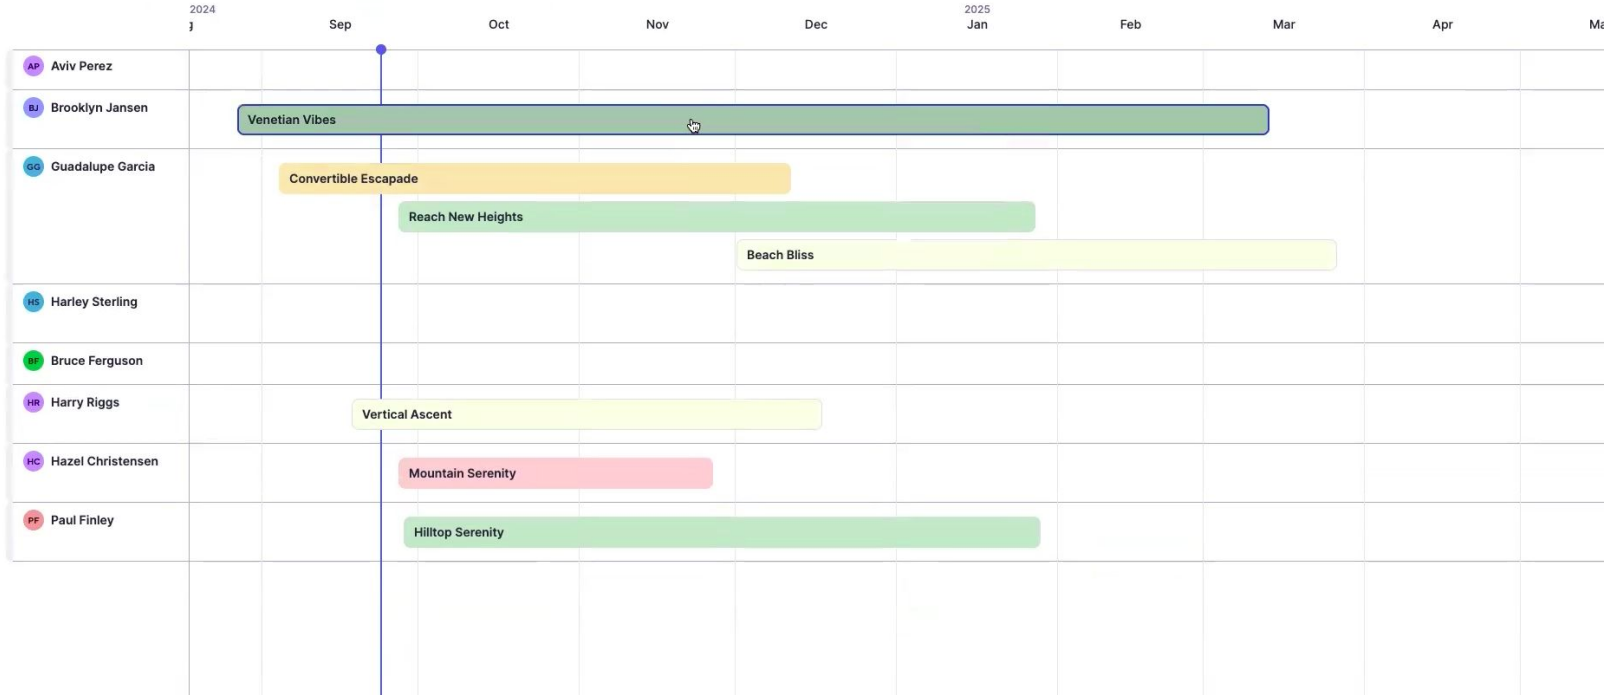 2024 2025
Sep Oct Nov Dec Jan Feb Mar Apr
AP Aviv Perez
BJ Brooklyn Jansen
Venetian Vibes
GG Guadalupe Garcia
Convertible Escapade
Reach New Heights
Beach Bliss
HS Harley Sterling
BF Bruce Ferguson
HR Harry Riggs
Vertical Ascent
HC Hazel Christensen
Mountain Serenity
PF Paul Finley
Hilltop Serenity